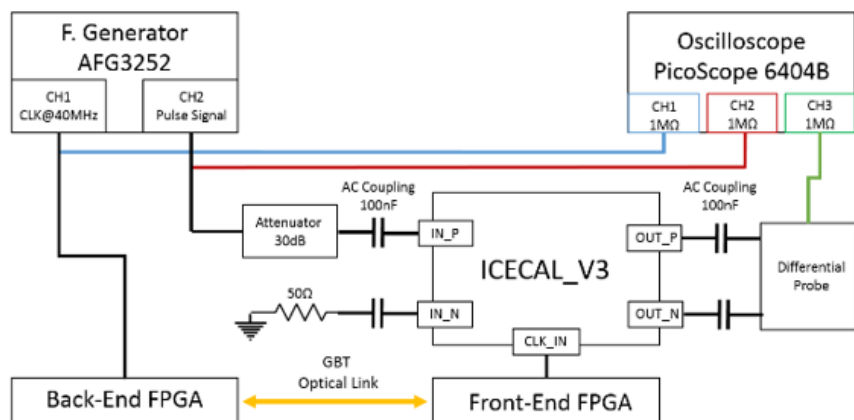 F. Generator
AFG3252
CH1
CLK@40MHz
CH2
Pulse Signal
Oscilloscope
PicoScope 6404B
CH1
1MΩ
CH2
1MΩ
CH3
1MΩ
AC Coupling
100nF
AC Coupling
100nF
Attenuator
30dB
IN_P
OUT_P
ICECAL_V3
Differential
Probe
50Ω
IN_N
OUT_N
CLK_IN
GBT
Optical Link
Back-End FPGA
Front-End FPGA